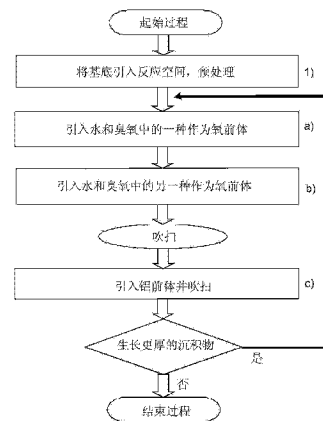 起始过程
将基底引入反应空间，预处理
1)
引入水和臭氧中的一种作为氧前体
a)
引入水和臭氧中的另一种作为氧前体
b)
吹扫
引入铝前体并吹扫
c)
生长更厚的沉积物
是
否
结束过程